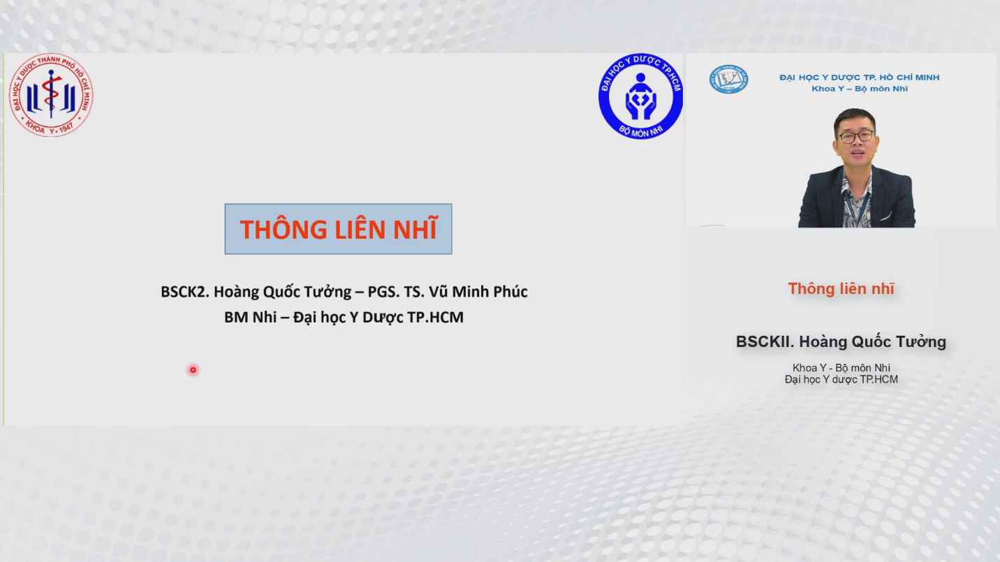 ĐẠI HỌC Y DƯỢC THÀNH PHỐ HỒ CHÍ MINH
KHOA Y 1947
ĐẠI HỌC Y DƯỢC TP.HCM
BỘ MÔN NHI
THÔNG LIÊN NHĨ
BSCK2. Hoàng Quốc Tưởng – PGS. TS. Vũ Minh Phúc
BM Nhi – Đại học Y Dược TP.HCM
ĐẠI HỌC Y DƯỢC TP. HỒ CHÍ MINH
Khoa Y – Bộ môn Nhi
Thông liên nhĩ
BSCKII. Hoàng Quốc Tưởng
Khoa Y - Bộ môn Nhi
Đại học Y dược TP.HCM